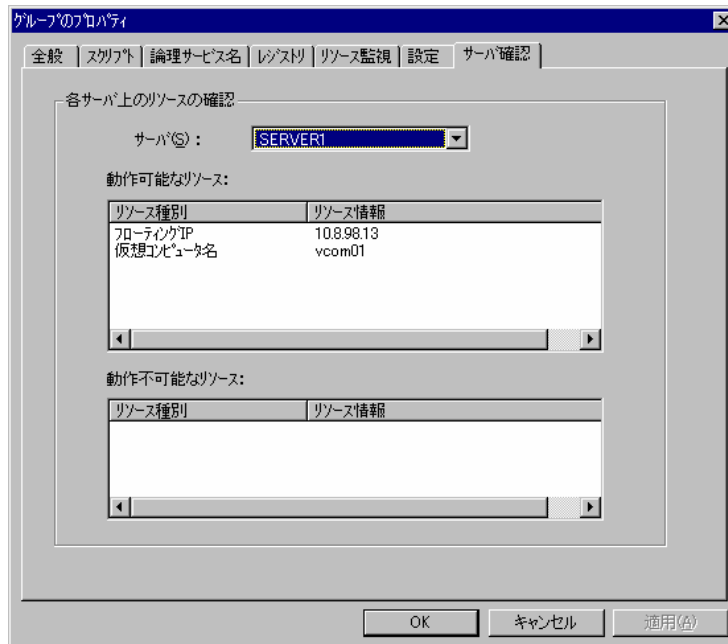 ｸﾞﾙｰﾌﾟのﾌﾟﾛﾊﾟﾃｨ
全般 ｽｸﾘﾌﾟﾄ 論理ｻｰﾋﾞｽ名 ﾚｼﾞｽﾄﾘ ﾘｿｰｽ監視 設定 ｻｰﾊﾞ確認
各ｻｰﾊﾞ上のﾘｿｰｽの確認
ｻｰﾊﾞ(S)： SERVER1
動作可能なﾘｿｰｽ:
ﾘｿｰｽ種別 ﾘｿｰｽ情報
ﾌﾛｰﾃｨﾝｸﾞIP 10.8.98.13
仮想ｺﾝﾋﾟｭｰﾀ名 vcom01
動作不可能なﾘｿｰｽ:
ﾘｿｰｽ種別 ﾘｿｰｽ情報
OK ｷｬﾝｾﾙ 適用(A)